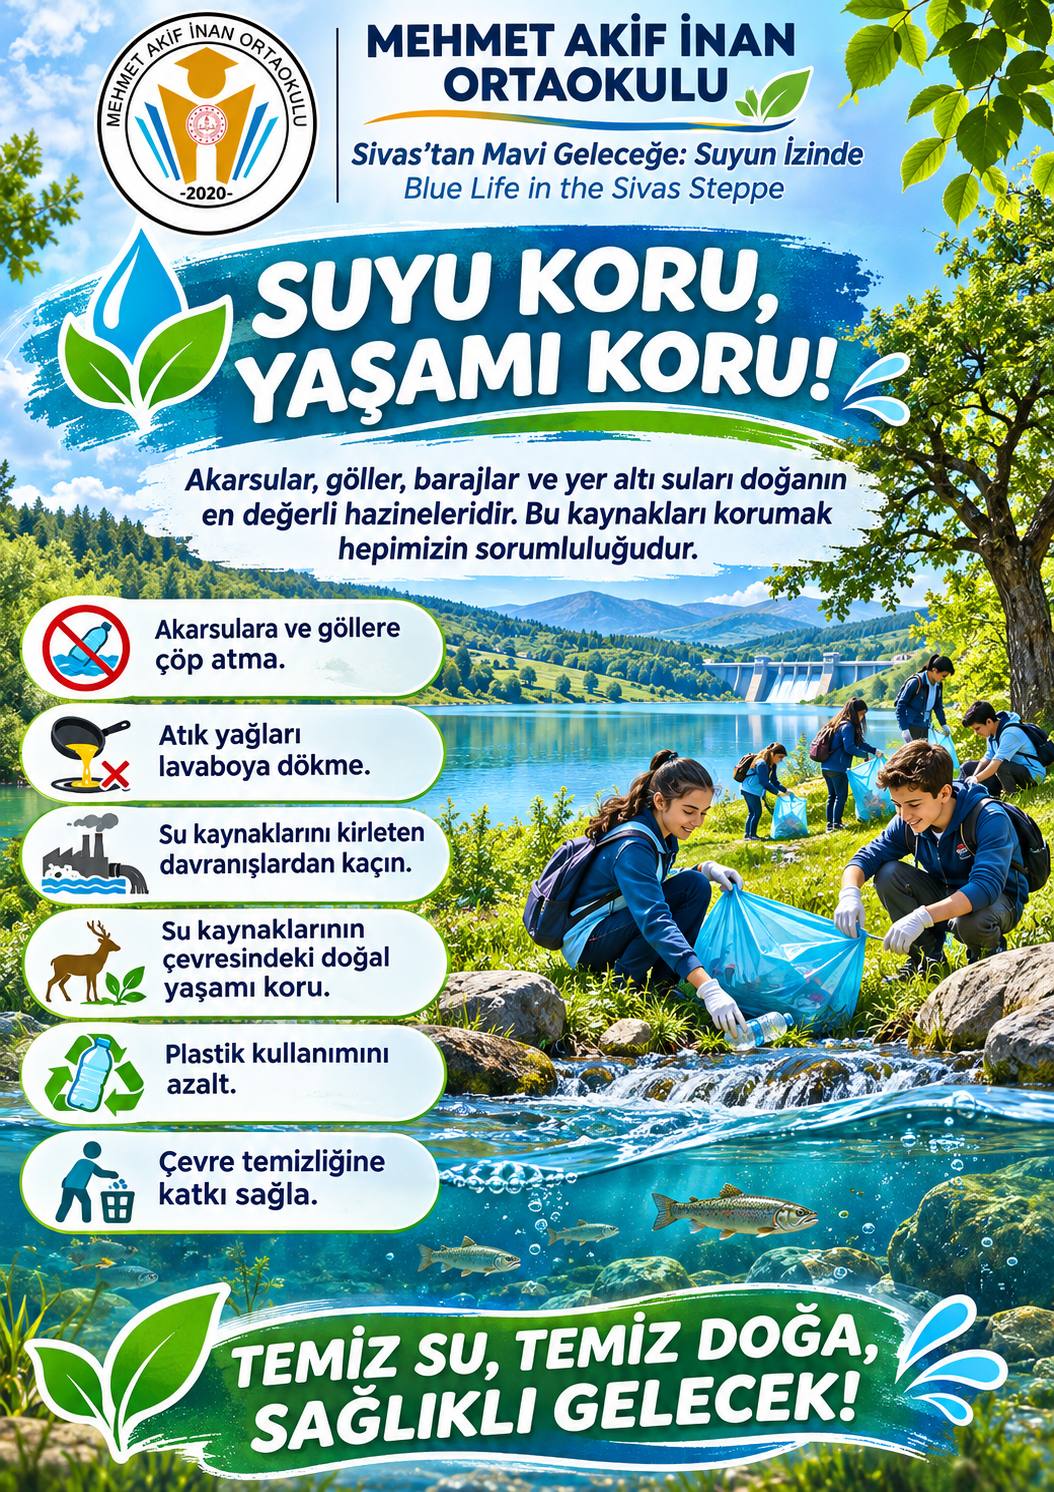 MEHMET AKİF İNAN ORTAOKULU
-2020-
MEHMET AKİF İNAN
ORTAOKULU
Sivas'tan Mavi Geleceğe: Suyun İzinde
Blue Life in the Sivas Steppe
SUYU KORU,
YAŞAMI KORU!
Akarsular, göller, barajlar ve yer altı suları doğanın
en değerli hazineleridir. Bu kaynakları korumak
hepimizin sorumluluğudur.
Akarsulara ve göllere
çöp atma.
Atık yağları
lavaboya dökme.
Su kaynaklarını kirleten
davranışlardan kaçın.
Su kaynaklarının
çevresindeki doğal
yaşamı koru.
Plastik kullanımını
azalt.
Çevre temizliğine
katkı sağla.
TEMİZ SU, TEMİZ DOĞA,
SAĞLIKLI GELECEK!